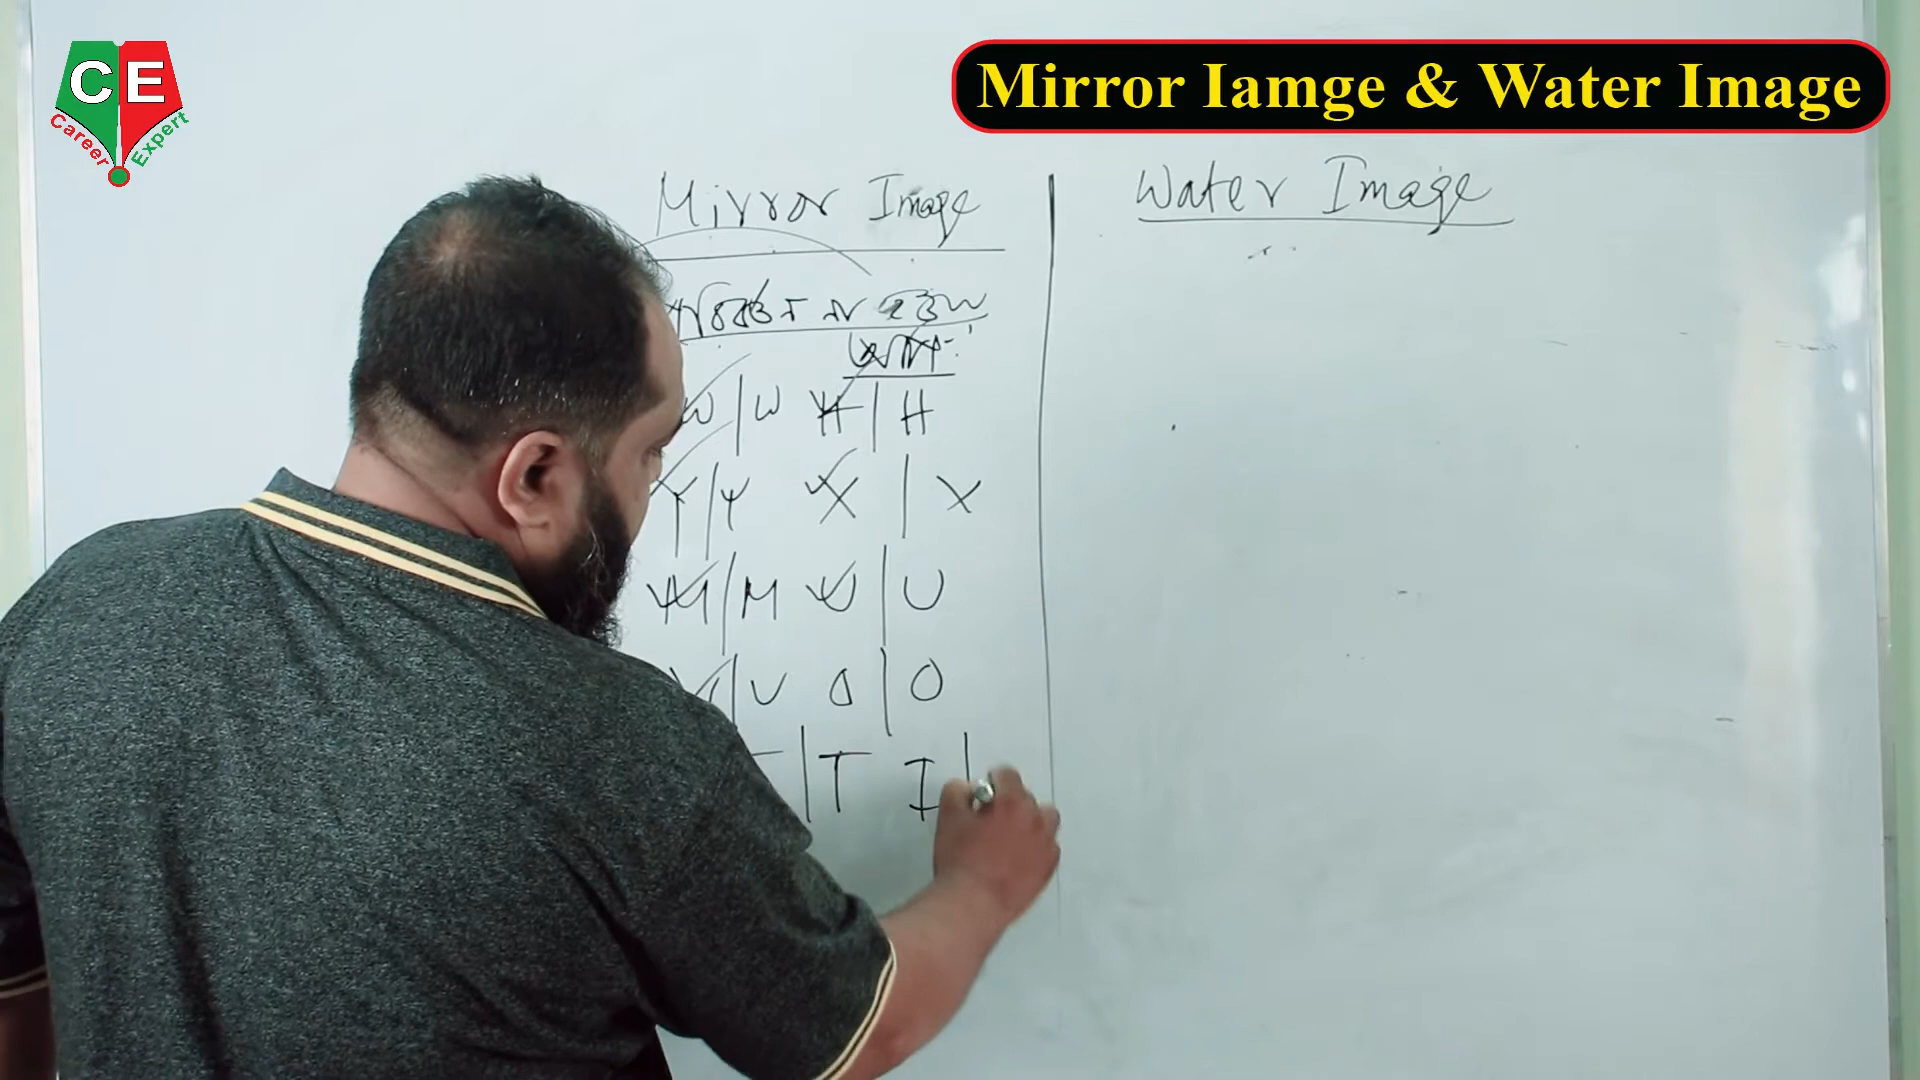 CE
Career Expert
Mirror Iamge & Water Image
Mirror Image
Water Image
W | W H | H
Y | Y X | X
M | M U | U
| U O | O
T | T I |